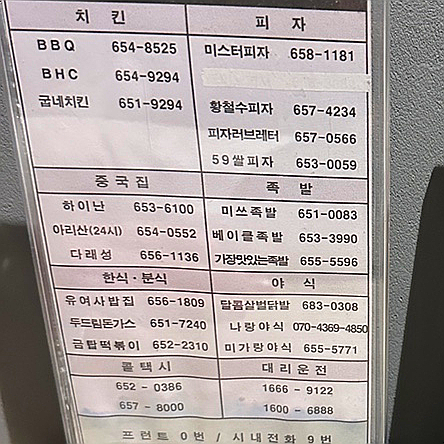 치 킨 피 자
BBQ 654-8525 미스터피자 658-1181
BHC 654-9294
굽네치킨 651-9294 황철수피자 657-4234
피자러브레터 657-0566
59쌀피자 653-0059
중 국 집 족 발
하이난 653-6100 미쓰족발 651-0083
아리산(24시) 654-0552 베이클족발 653-3990
다래성 656-1136 가장맛있는족발 655-5596
한식·분식 야 식
유여사밥집 656-1809 달콤살벌닭발 683-0308
두드림돈가스 651-7240 나랑야식 070-4369-4850
금탑떡볶이 652-2310 미가랑야식 655-5771
콜택시 대리운전
652 - 0386 1666 - 9122
657 - 8000 1600 - 6888
프런트 0번 / 시내전화 9번